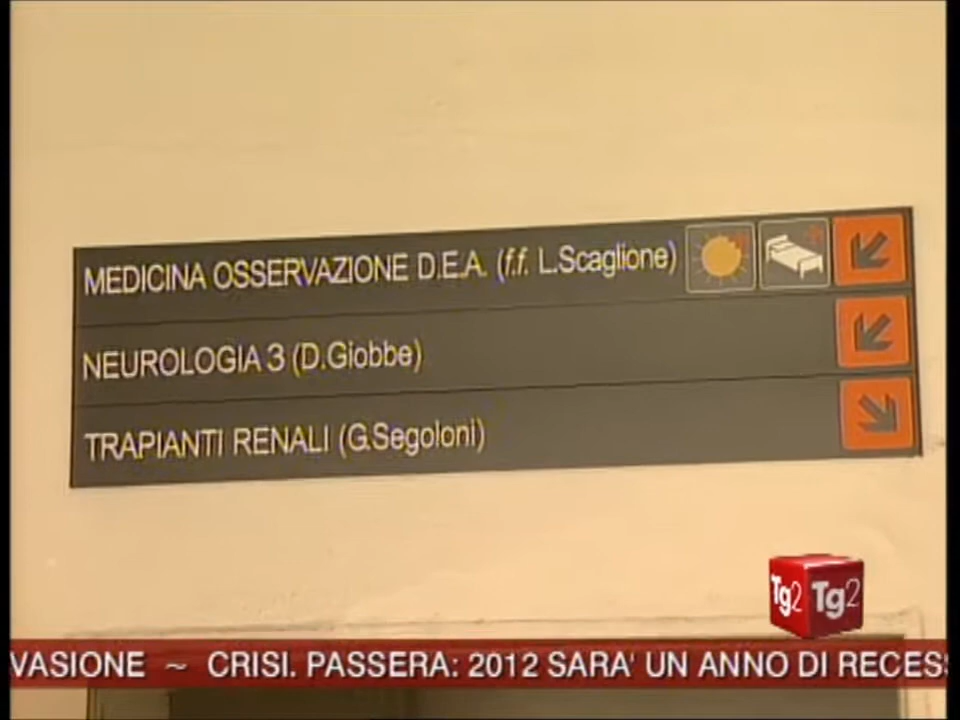 MEDICINA OSSERVAZIONE D.E.A. (f.f. L.Scaglione)
NEUROLOGIA 3 (D.Giobbe)
TRAPIANTI RENALI (G.Segoloni)
Tg2 Tg2
VASIONE ~ CRISI. PASSERA: 2012 SARA' UN ANNO DI RECES